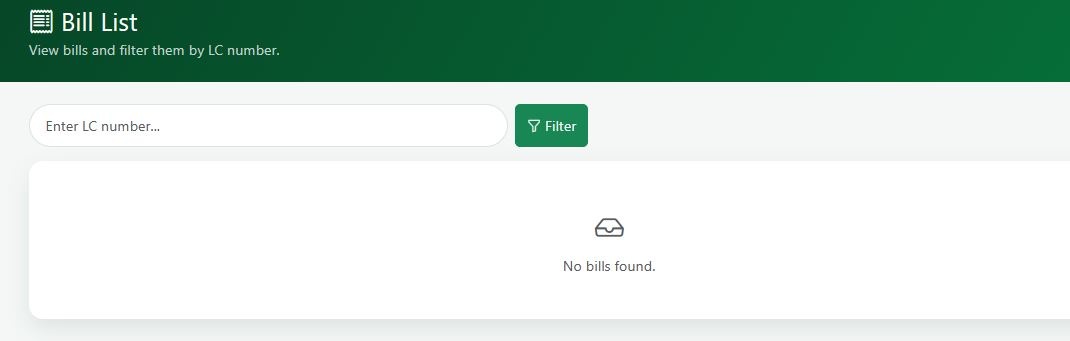 Bill List
View bills and filter them by LC number.
Enter LC number...
Filter
No bills found.